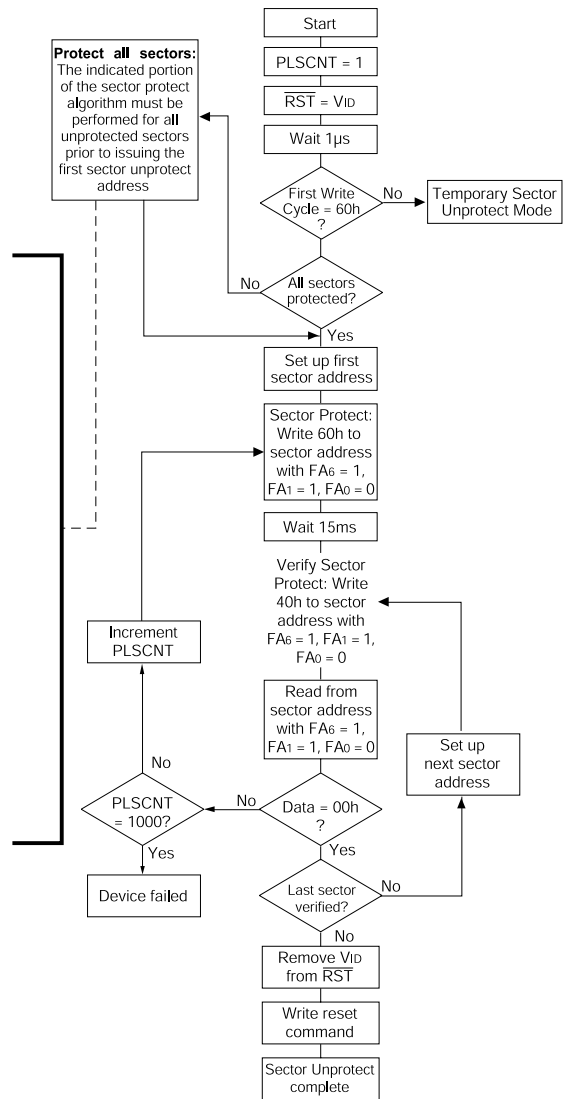 Start
PLSCNT = 1
RST = VID
Wait 1µs
First Write
Cycle = 60h
?
No
Temporary Sector
Unprotect Mode
Protect all sectors:
The indicated portion
of the sector protect
algorithm must be
performed for all
unprotected sectors
prior to issuing the
first sector unprotect
address
No
All sectors
protected?
Yes
Set up first
sector address
Sector Protect:
Write 60h to
sector address
with FA6 = 1,
FA1 = 1, FA0 = 0
Wait 15ms
Verify Sector
Protect: Write
40h to sector
address with
FA6 = 1, FA1 = 1,
FA0 = 0
Increment
PLSCNT
Read from
sector address
with FA6 = 1,
FA1 = 1, FA0 = 0
Set up
next sector
address
No
PLSCNT
= 1000?
No
Data = 00h
?
Yes
Yes
Device failed
Last sector
verified?
No
No
Remove VID
from RST
Write reset
command
Sector Unprotect
complete